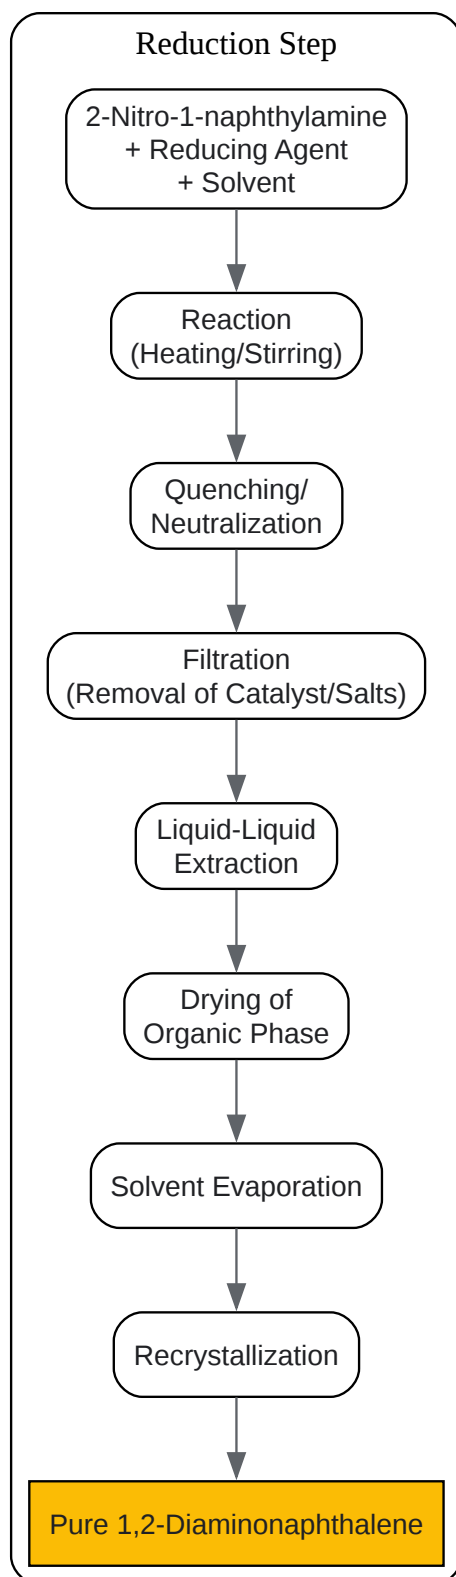 Reduction Step
2-Nitro-1-naphthylamine
+ Reducing Agent
+ Solvent
Reaction
(Heating/Stirring)
Quenching/
Neutralization
Filtration
(Removal of Catalyst/Salts)
Liquid-Liquid
Extraction
Drying of
Organic Phase
Solvent Evaporation
Recrystallization
Pure 1,2-Diaminonaphthalene